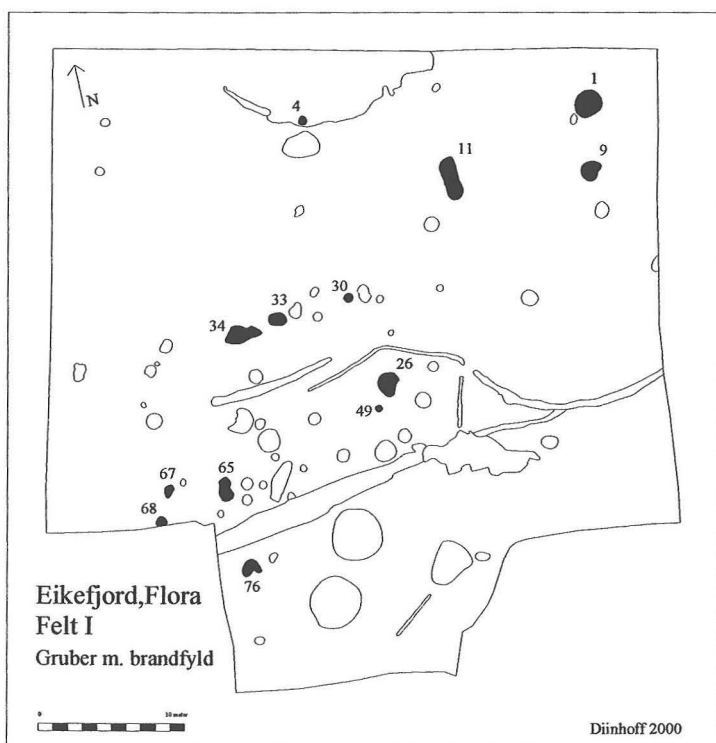 1
4
N
11
9
30
33
34
26
49
67
65
68
76
Eikefjord,Flora
Felt I
Gruber m. brandfyld
0 10 meter
Diinhoff 2000